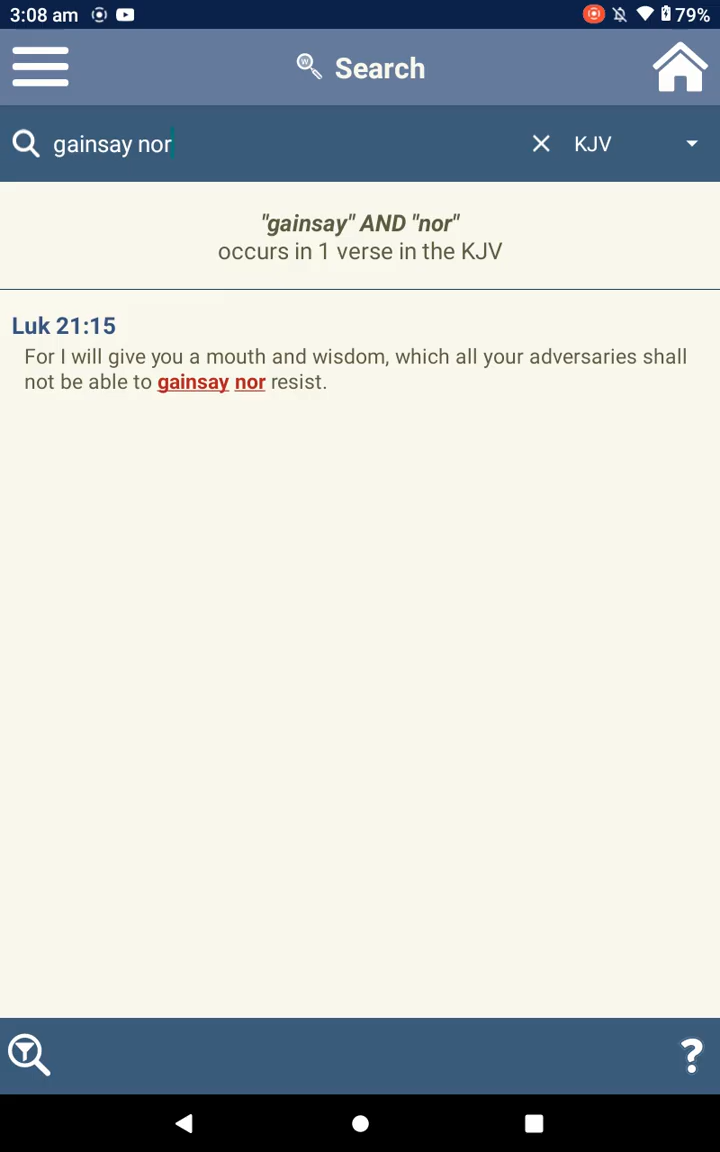 3:08 am 79%
Search
gainsay nor KJV
"gainsay" AND "nor"
occurs in 1 verse in the KJV
Luk 21:15
For I will give you a mouth and wisdom, which all your adversaries shall
not be able to gainsay nor resist.
?